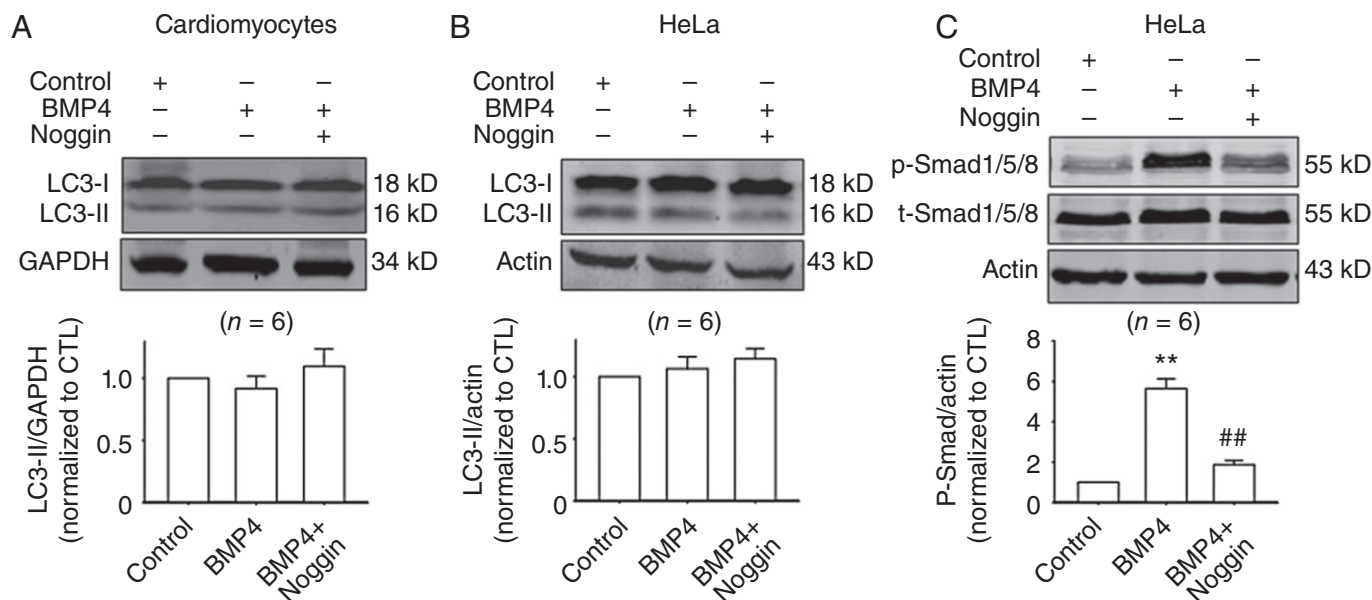 A Cardiomyocytes
Control + – –
BMP4 – + +
Noggin – – +
LC3-I 18 kD
LC3-II 16 kD
GAPDH 34 kD
(n = 6)
LC3-II/GAPDH
(normalized to CTL)
1.0
0.5
0
Control
BMP4
BMP4+
Noggin
B HeLa
Control + – –
BMP4 – + +
Noggin – – +
LC3-I 18 kD
LC3-II 16 kD
Actin 43 kD
(n = 6)
LC3-II/actin
(normalized to CTL)
1.0
0.5
0
Control
BMP4
BMP4+
Noggin
C HeLa
Control + – –
BMP4 – + +
Noggin – – +
p-Smad1/5/8 55 kD
t-Smad1/5/8 55 kD
Actin 43 kD
(n = 6)
P-Smad/actin
(normalized to CTL)
8
6
4
2
0
**
##
Control
BMP4
BMP4+
Noggin